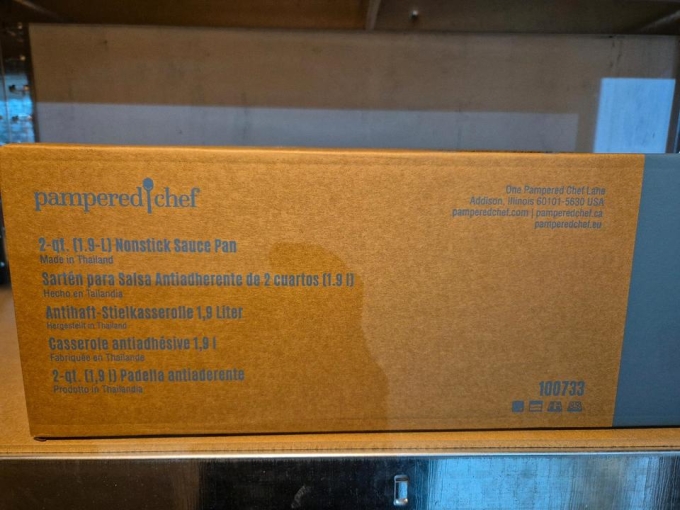 pampered chef
One Pampered Chef Lane
Addison, Illinois 60101-5630 USA
pamperedchef.com | pamperedchef.ca
pamperedchef.eu
2-qt. (1.9-L) Nonstick Sauce Pan
Made in Thailand
Sartén para Salsa Antiadherente de 2 cuartos (1.9 l)
Hecho en Tailandia
Antihaft-Stielkasserolle 1,9 Liter
Hergestellt in Thailand
Casserole antiadhésive 1,9 l
Fabriquée en Thaïlande
2-qt. (1,9 l) Padella antiaderente
Prodotto in Thailandia
100733